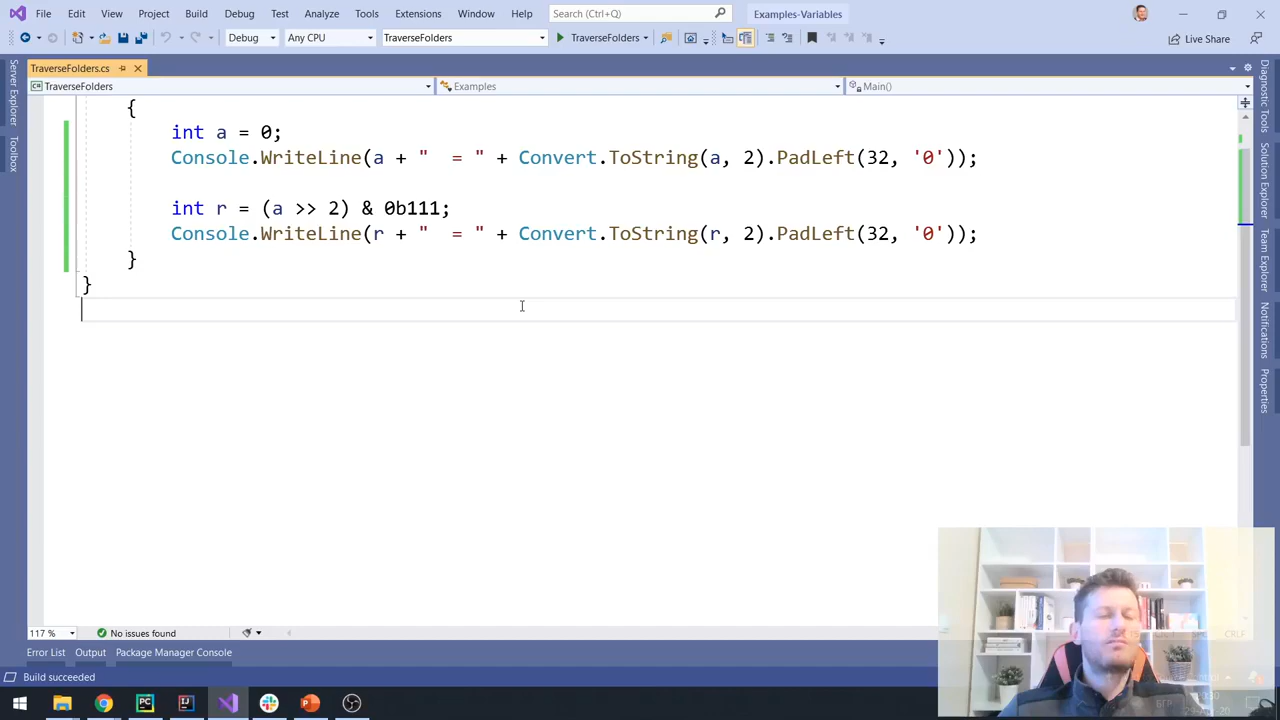 File Edit View Git Project Build Debug Test Analyze Tools Extensions Window Help Search (Ctrl+Q) Examples-Variables
Debug Any CPU TraverseFolders TraverseFolders Live Share
TraverseFolders.cs
TraverseFolders Examples Main()
{
int a = 0;
Console.WriteLine(a + "  = " + Convert.ToString(a, 2).PadLeft(32, '0'));
int r = (a >> 2) & 0b111;
Console.WriteLine(r + "  = " + Convert.ToString(r, 2).PadLeft(32, '0'));
}
}
Server Explorer
Toolbox
Diagnostic Tools
Solution Explorer
Team Explorer
Notifications
Properties
117 % No issues found
CRLF
Error List Output Package Manager Console
Build succeeded